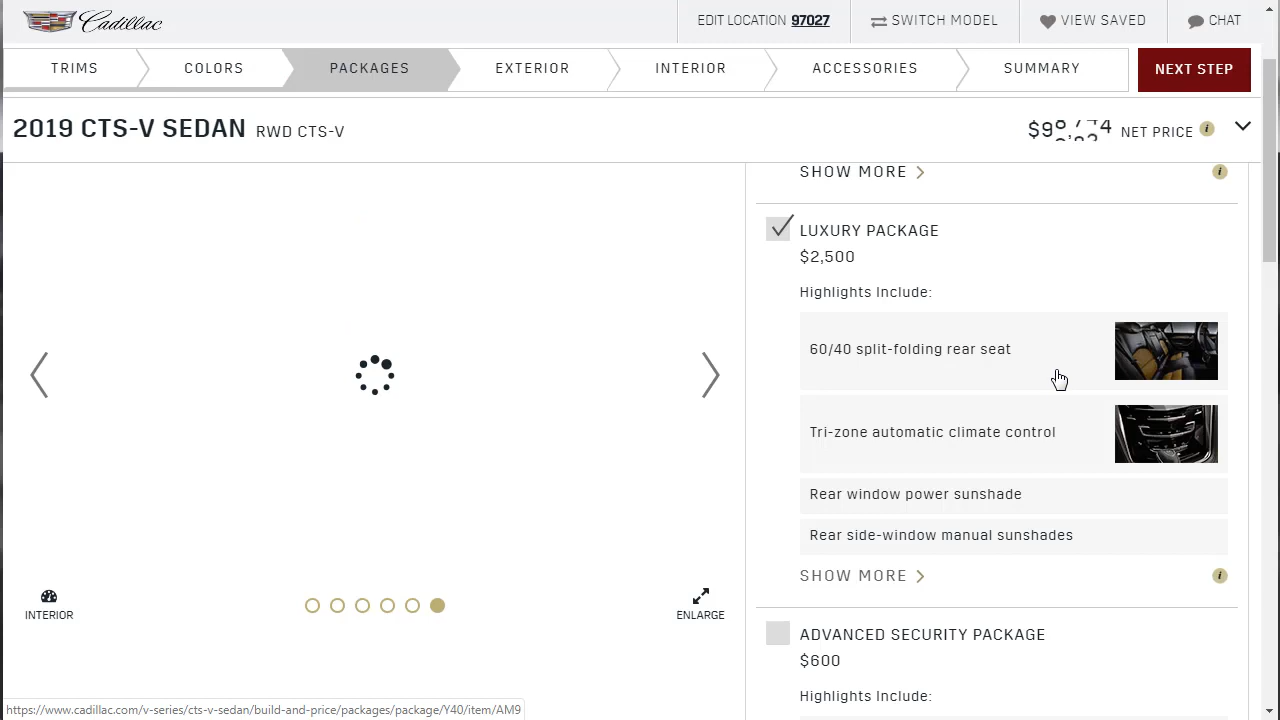 Cadillac
EDIT LOCATION 97027
SWITCH MODEL
VIEW SAVED
CHAT
TRIMS
COLORS
PACKAGES
EXTERIOR
INTERIOR
ACCESSORIES
SUMMARY
NEXT STEP
2019 CTS-V SEDAN RWD CTS-V
NET PRICE i
SHOW MORE i
LUXURY PACKAGE
$2,500
Highlights Include:
60/40 split-folding rear seat
Tri-zone automatic climate control
Rear window power sunshade
Rear side-window manual sunshades
SHOW MORE i
INTERIOR
ENLARGE
ADVANCED SECURITY PACKAGE
$600
Highlights Include:
https://www.cadillac.com/v-series/cts-v-sedan/build-and-price/packages/package/Y40/item/AM9